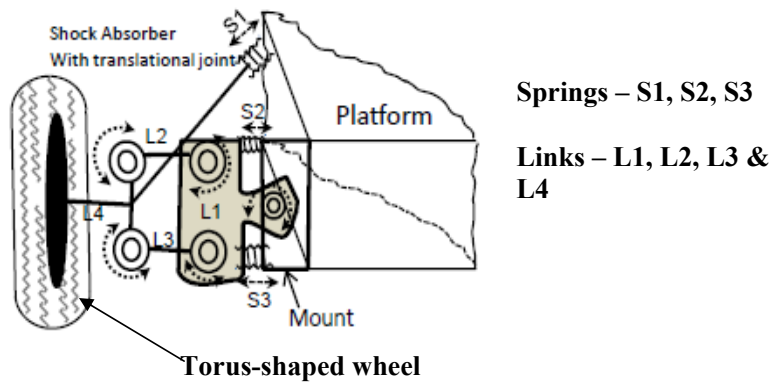 S1
Shock Absorber
With translational joint
S2
Platform
L2
L4
L1
L3
S3
Mount
Torus-shaped wheel
Springs – S1, S2, S3
Links – L1, L2, L3 &
L4